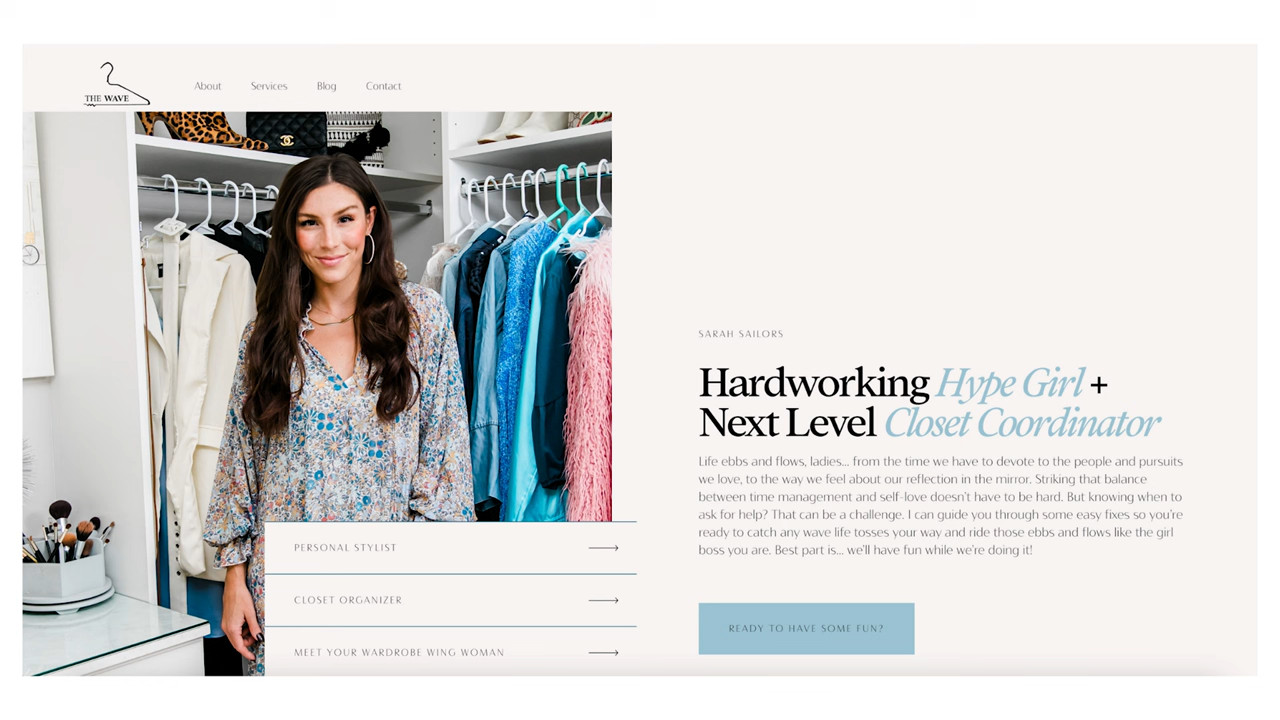 THE WAVE
About
Services
Blog
Contact
SARAH SAILORS
Hardworking Hype Girl +
Next Level Closet Coordinator
Life ebbs and flows, ladies... from the time we have to devote to the people and pursuits
we love, to the way we feel about our reflection in the mirror. Striking that balance
between time management and self-love doesn't have to be hard. But knowing when to
ask for help? That can be a challenge. I can guide you through some easy fixes so you're
ready to catch any wave life tosses your way and ride those ebbs and flows like the girl
boss you are. Best part is... we'll have fun while we're doing it!
READY TO HAVE SOME FUN?
PERSONAL STYLIST
CLOSET ORGANIZER
MEET YOUR WARDROBE WING WOMAN